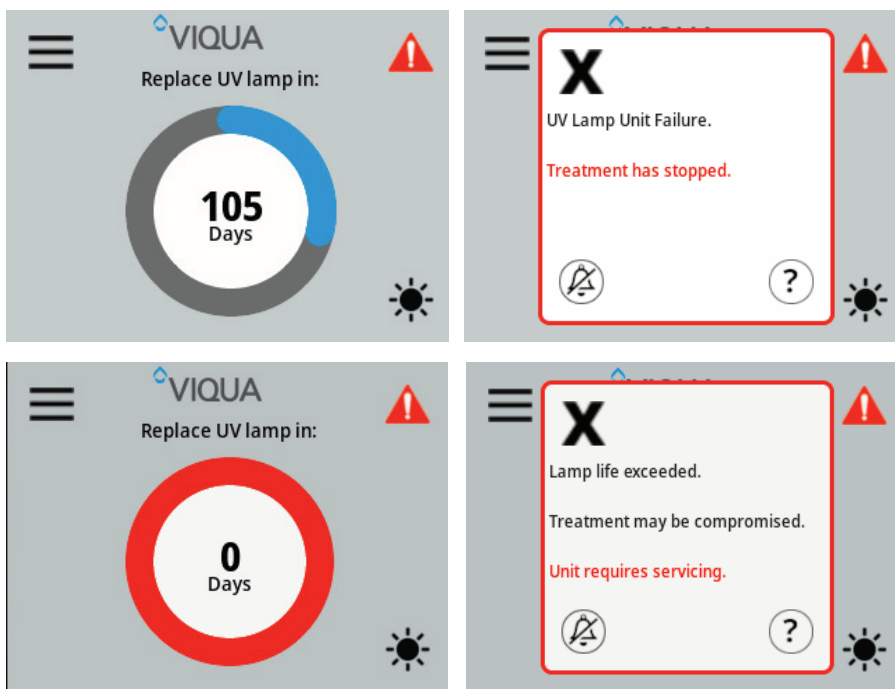 VIQUA
Replace UV lamp in:
105
Days
X
UV Lamp Unit Failure.
Treatment has stopped.
?
VIQUA
Replace UV lamp in:
0
Days
X
Lamp life exceeded.
Treatment may be compromised.
Unit requires servicing.
?